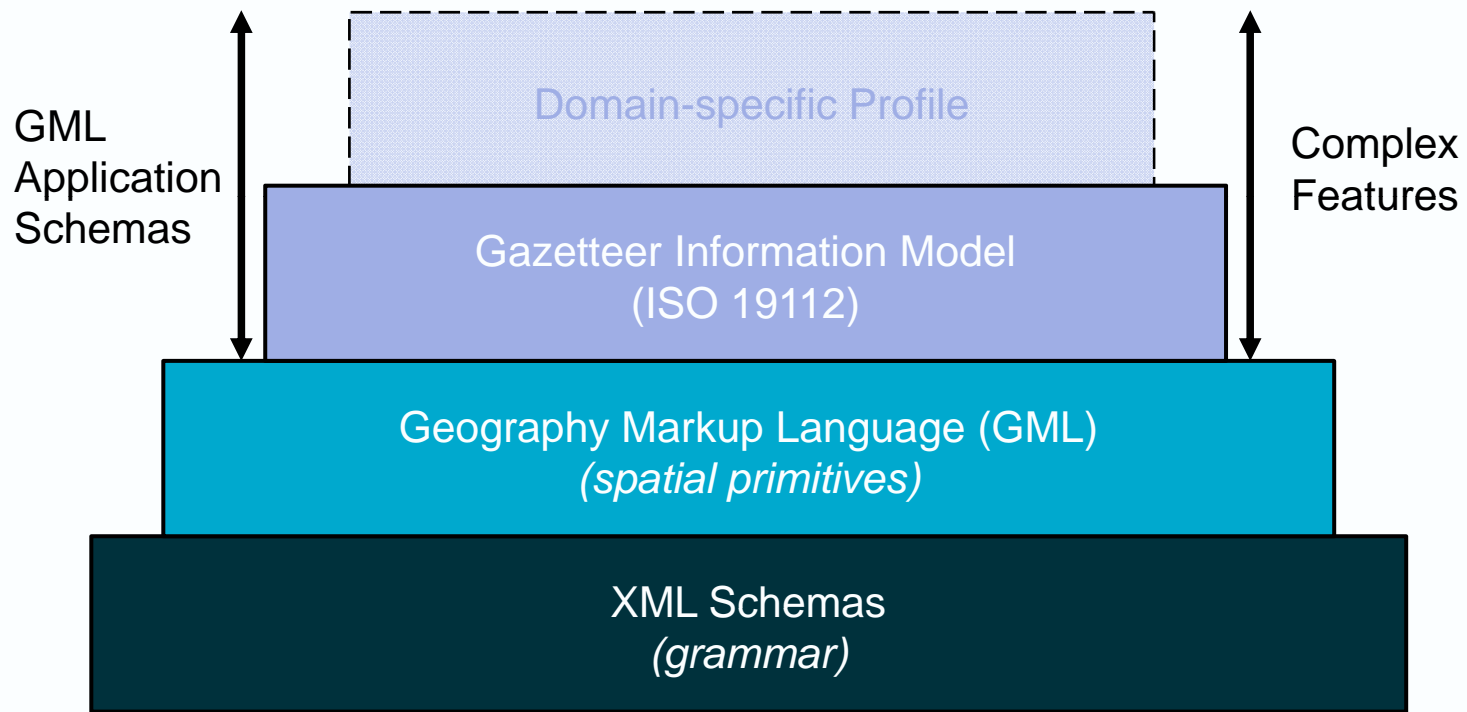 Domain-specific Profile
GML
Application
Schemas
Complex
Features
Gazetteer Information Model
(ISO 19112)
Geography Markup Language (GML)
(spatial primitives)
XML Schemas
(grammar)